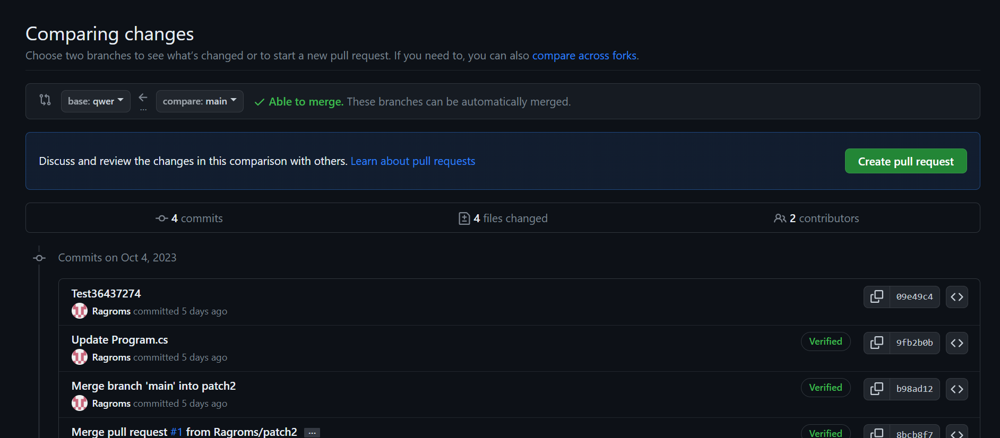 Comparing changes
Choose two branches to see what’s changed or to start a new pull request. If you need to, you can also compare across forks.
base: qwer ... compare: main Able to merge. These branches can be automatically merged.
Discuss and review the changes in this comparison with others. Learn about pull requests Create pull request
4 commits 4 files changed 2 contributors
Commits on Oct 4, 2023
Test36437274
Ragroms committed 5 days ago
09e49c4
Update Program.cs
Ragroms committed 5 days ago
Verified 9fb2b0b
Merge branch 'main' into patch2
Ragroms committed 5 days ago
Verified b98ad12
Merge pull request #1 from Ragroms/patch2 ...
Verified 8bcb8f7